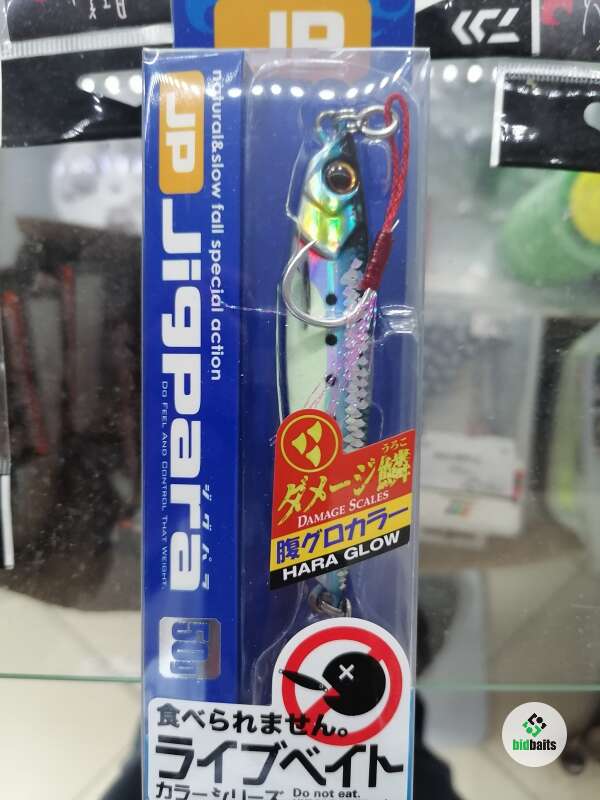 JP
JP
Jigpara
natural&slow fall special action
DO FEEL AND CONTROL THAT WEIGHT.
ジグパラ
50g
うろこ
ダメージ鱗
DAMAGE SCALES
腹グロカラー
HARA GLOW
食べられません。
ライブベイト
カラーシリーズ
Do not eat.
bidbaits